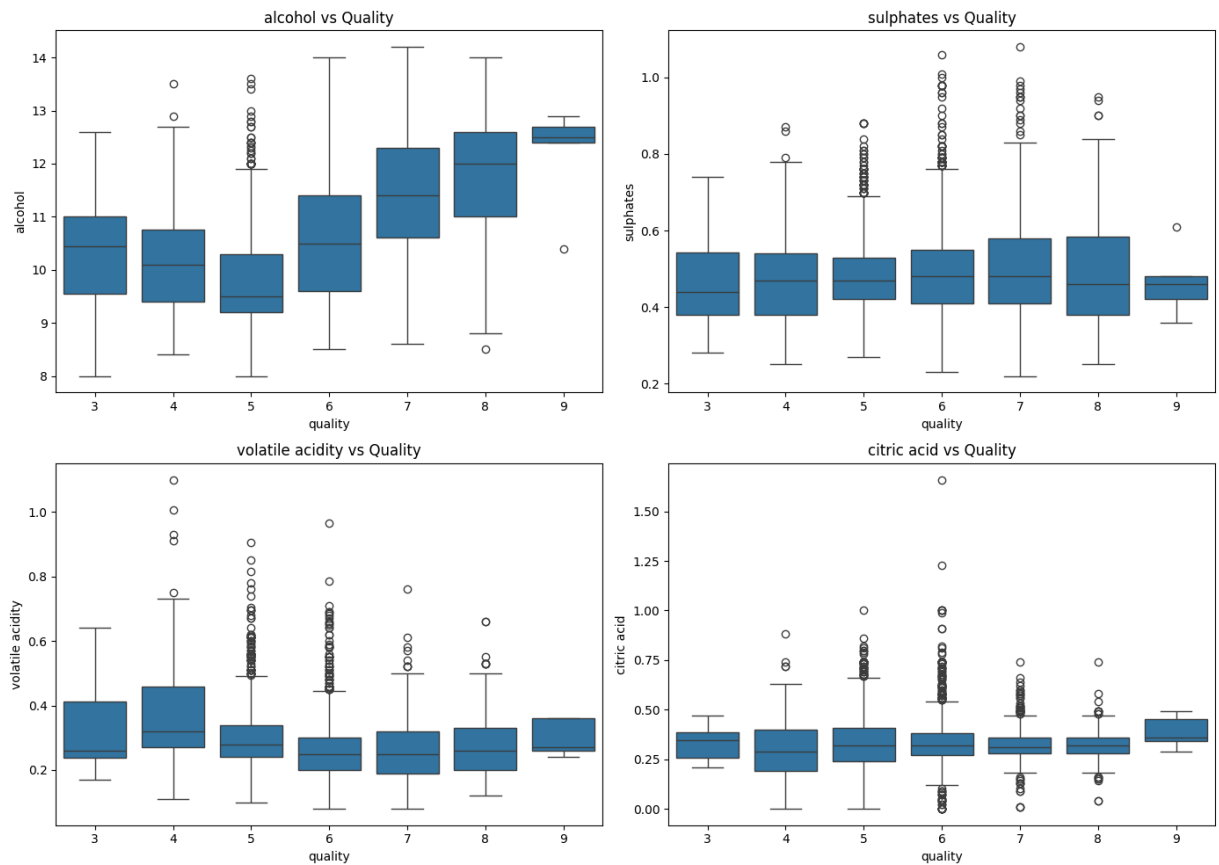 alcohol vs Quality
alcohol
14
13
12
11
10
9
8
3 4 5 6 7 8 9
quality
sulphates vs Quality
sulphates
1.0
0.8
0.6
0.4
0.2
3 4 5 6 7 8 9
quality
volatile acidity vs Quality
volatile acidity
1.0
0.8
0.6
0.4
0.2
3 4 5 6 7 8 9
quality
citric acid vs Quality
citric acid
1.50
1.25
1.00
0.75
0.50
0.25
0.00
3 4 5 6 7 8 9
quality